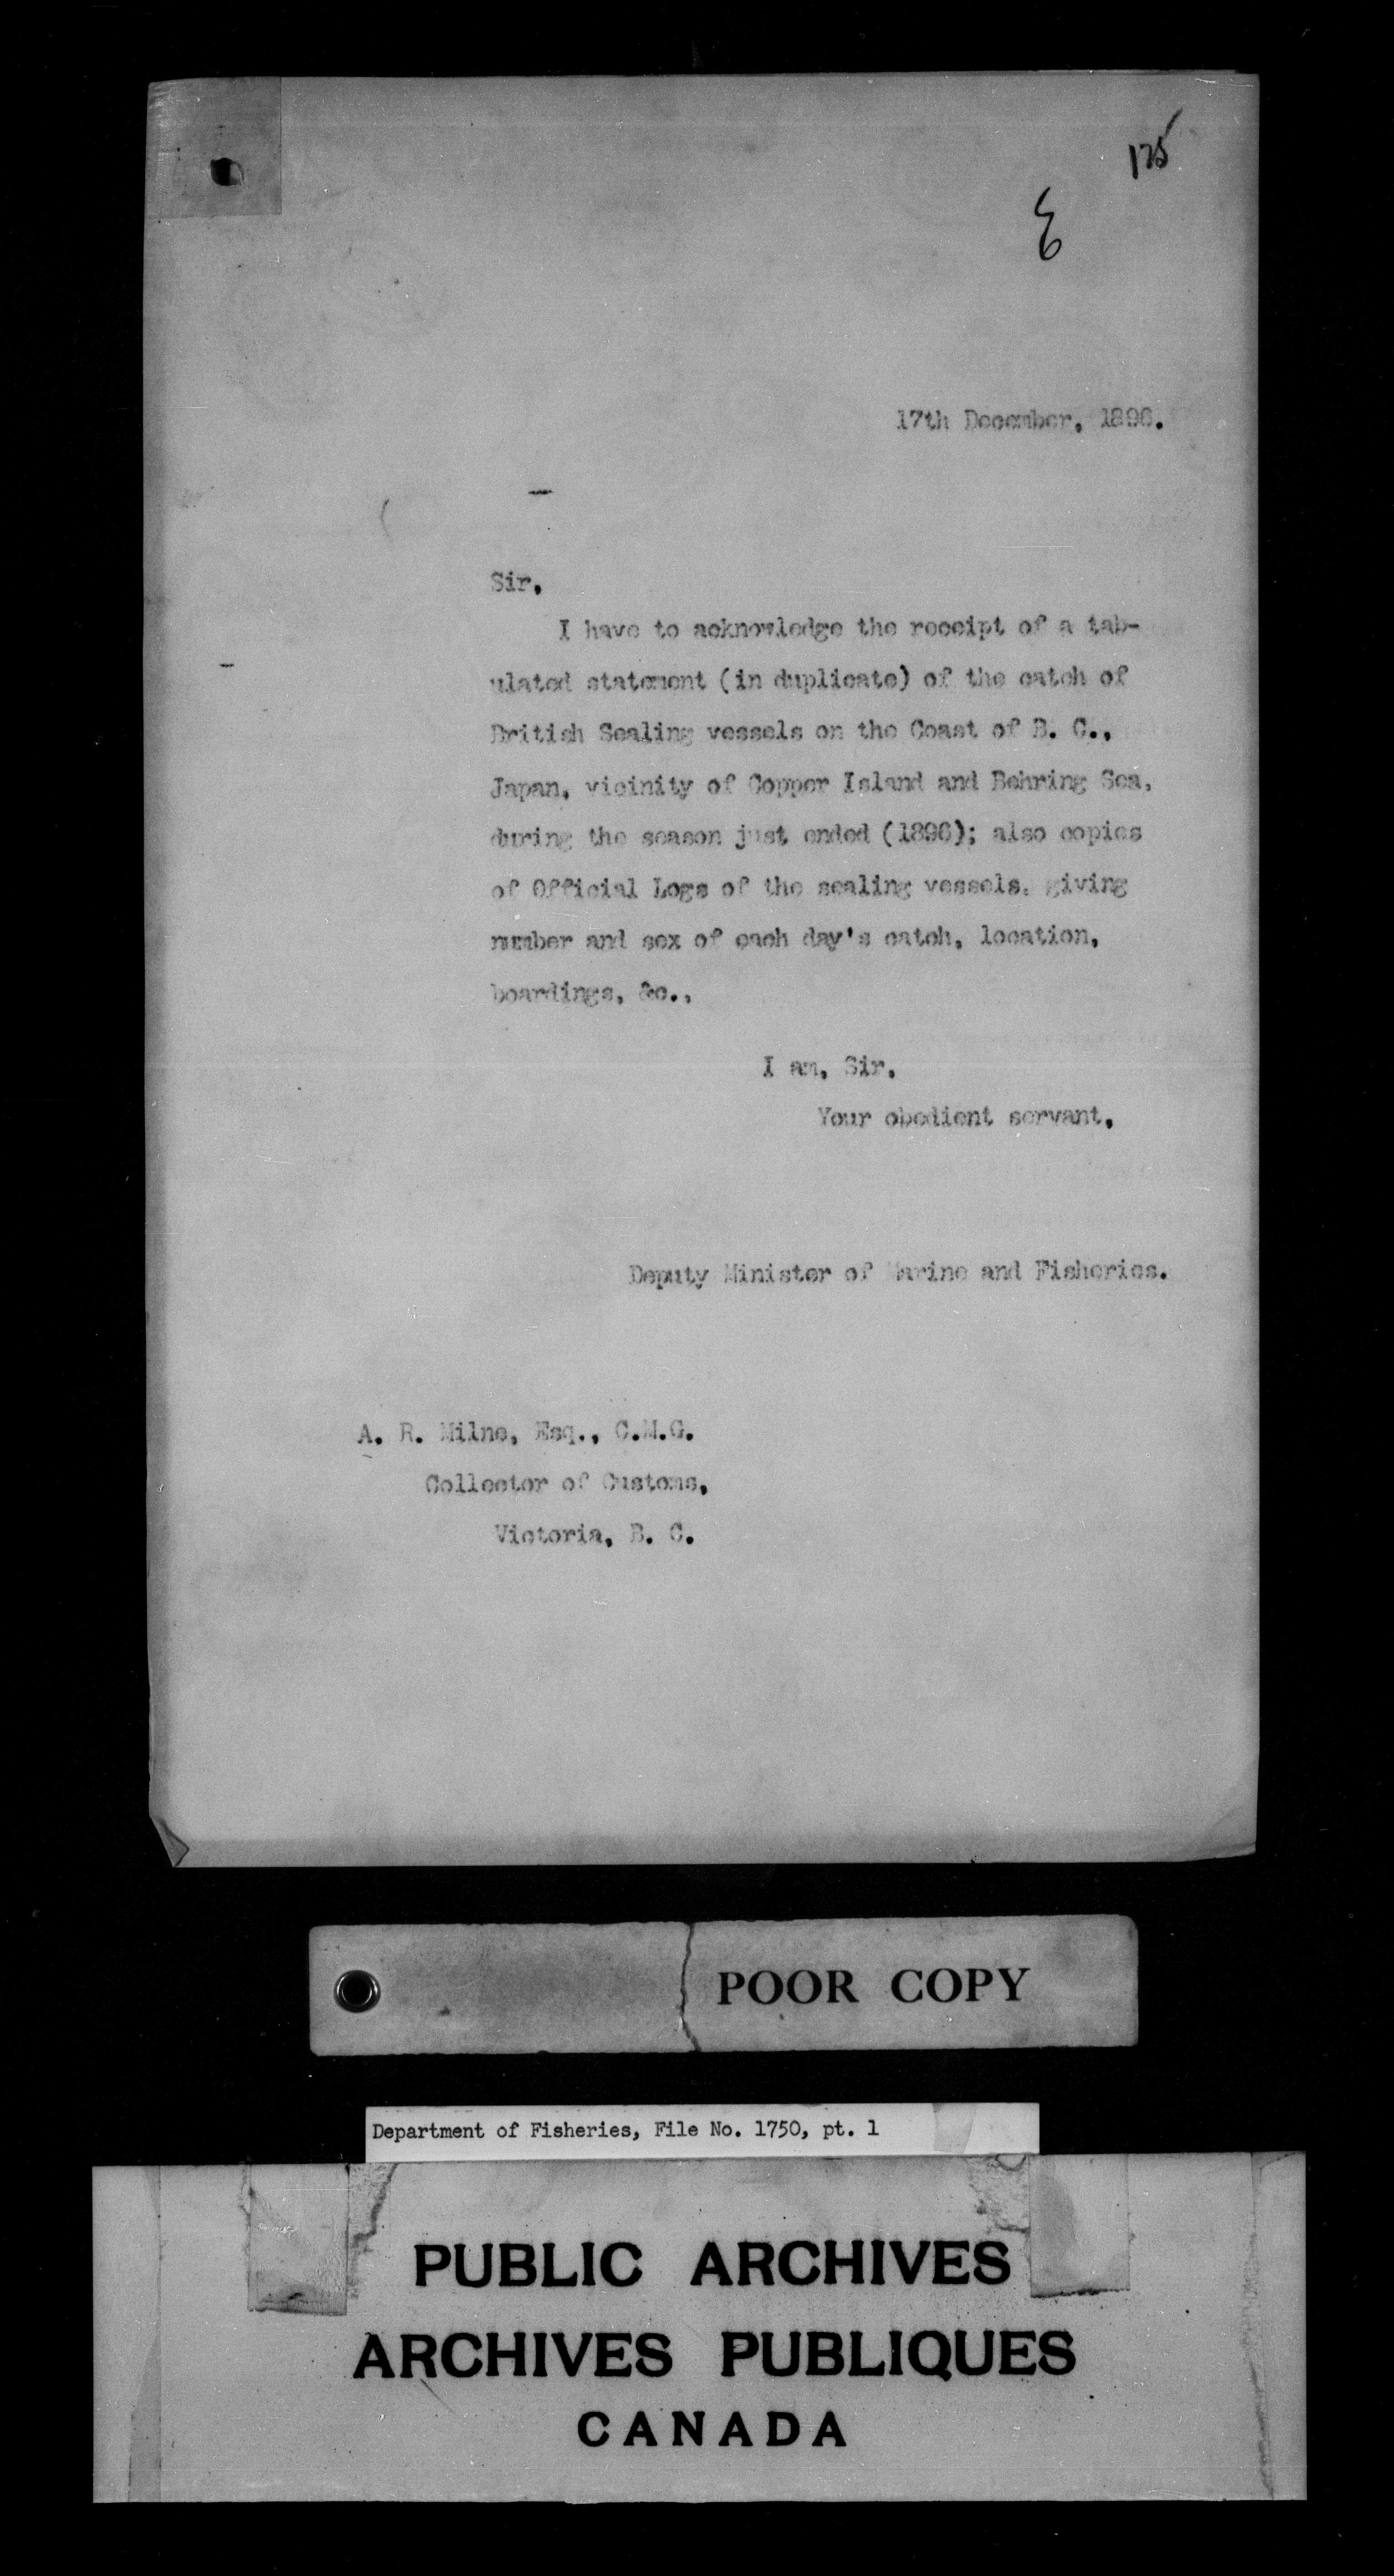 175
17th December, 1896.
Sir,
I have to acknowledge the receipt of a tab-
ulated statement (in duplicate) of the catch of
British Sealing vessels on the Coast of B. C.,
Japan, vicinity of Copper Island and Behring Sea,
during the season just ended (1896); also copies
of Official Logs of the sealing vessels, giving
number and sex of each day's catch, location,
boardings, &c.,
I am, Sir,
Your obedient servant,
Deputy Minister of Marine and Fisheries.
A. R. Milne, Esq., C.M.G.
Collector of Customs,
Victoria, B. C.
POOR COPY
Department of Fisheries, File No. 1750, pt. 1
PUBLIC ARCHIVES
ARCHIVES PUBLIQUES
CANADA